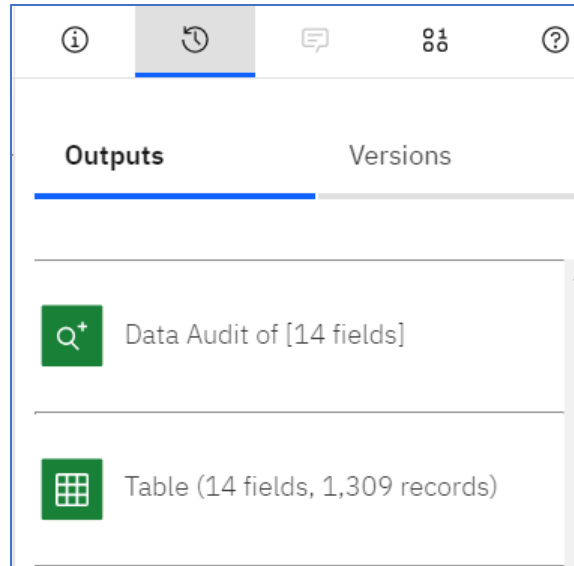 Outputs
Versions
Data Audit of [14 fields]
Table (14 fields, 1,309 records)